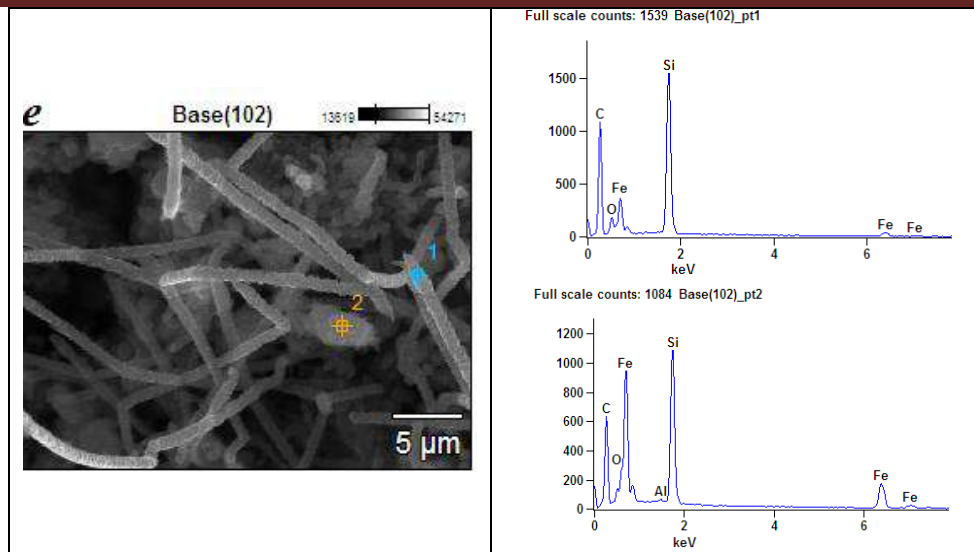 e
Base(102)
13619 54271
1
2
5 µm
Full scale counts: 1539 Base(102)_pt1
1500
1000
500
0
C
O
Fe
Si
Fe
Fe
0
2
4
6
keV
Full scale counts: 1084 Base(102)_pt2
1200
1000
800
600
400
200
0
C
O
Fe
Al
Si
Fe
Fe
0
2
4
6
keV